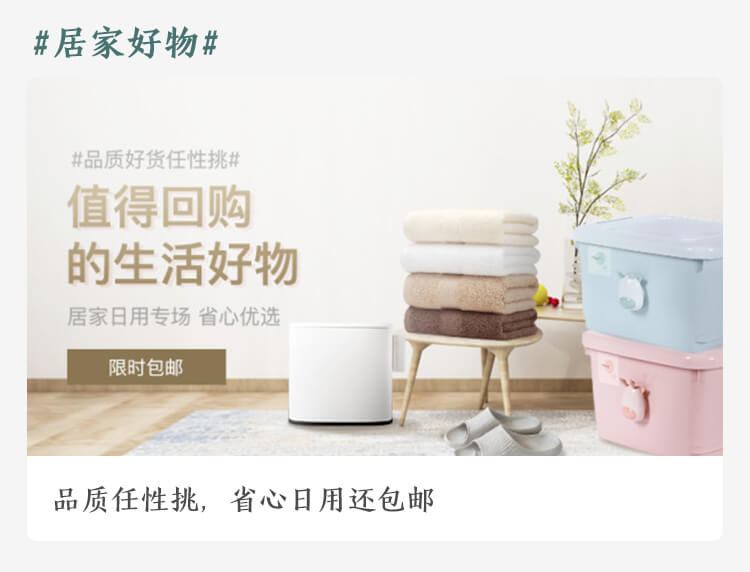 #居家好物#
#品质好货任性挑#
值得回购
的生活好物
居家日用专场 省心优选
限时包邮
品质任性挑，省心日用还包邮